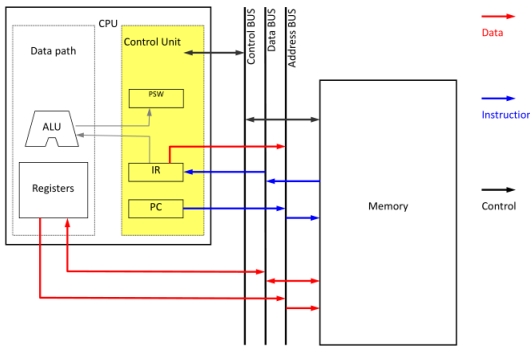 CPU
Data path
Control Unit
PSW
ALU
IR
Registers
PC
Control BUS
Data BUS
Address BUS
Memory
Data
Instruction
Control